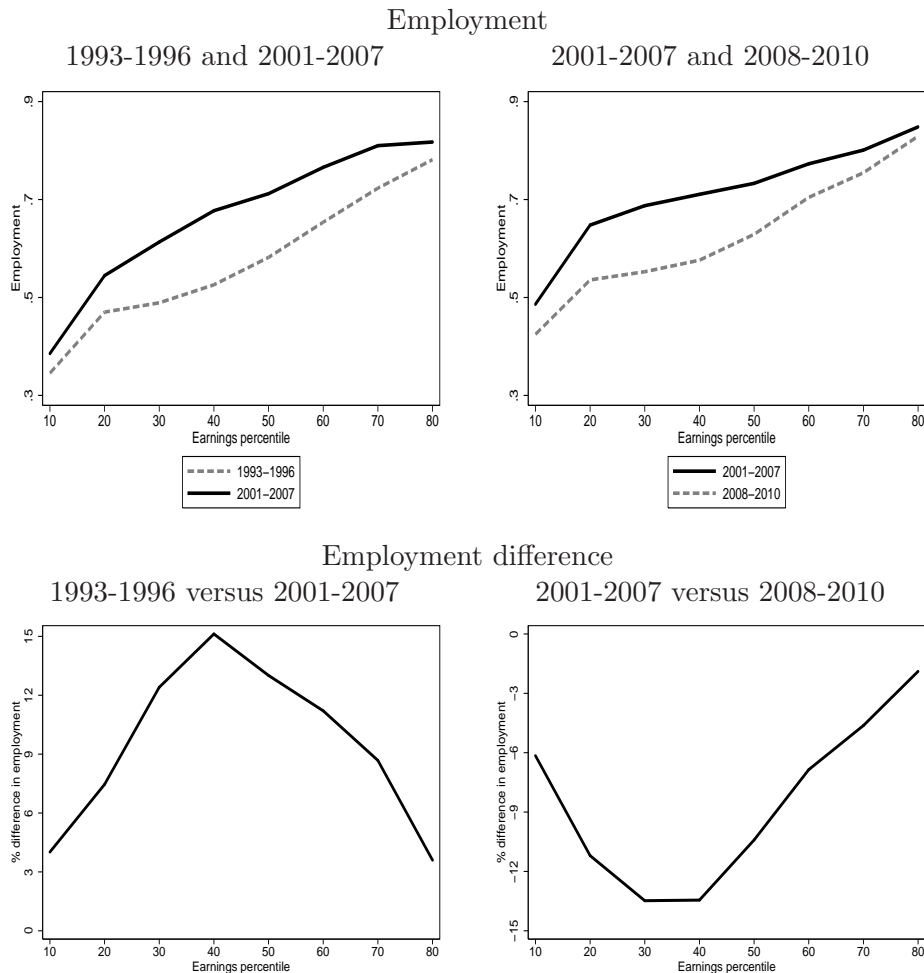 Employment
1993-1996 and 2001-2007
2001-2007 and 2008-2010
.9
.7
.5
.3
Employment
10 20 30 40 50 60 70 80
Earnings percentile
1993−1996
2001−2007
.9
.7
.5
.3
Employment
10 20 30 40 50 60 70 80
Earnings percentile
2001−2007
2008−2010
Employment difference
1993-1996 versus 2001-2007
2001-2007 versus 2008-2010
15
12
9
6
3
0
% difference in employment
10 20 30 40 50 60 70 80
Earnings percentile
0
−3
−6
−9
−12
−15
% difference in employment
10 20 30 40 50 60 70 80
Earnings percentile